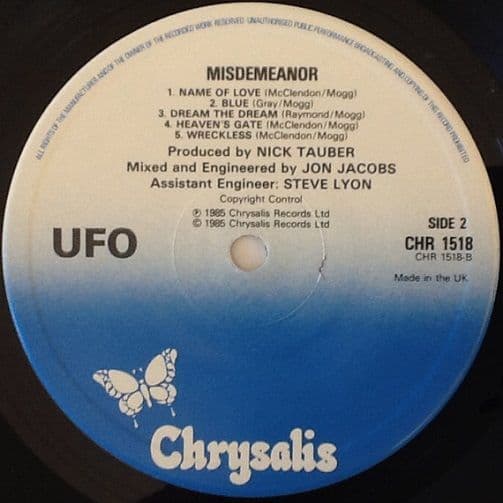 ALL RIGHTS OF THE MANUFACTURER AND OF THE OWNER OF THE RECORDED WORK RESERVED · UNAUTHORISED PUBLIC PERFORMANCE BROADCASTING AND COPYING OF THIS RECORD PROHIBITED
MISDEMEANOR
1. NAME OF LOVE (McClendon/Mogg)
2. BLUE (Gray/Mogg)
3. DREAM THE DREAM (Raymond/Mogg)
4. HEAVEN'S GATE (McClendon/Mogg)
5. WRECKLESS (McClendon/Mogg)
Produced by NICK TAUBER
Mixed and Engineered by JON JACOBS
Assistant Engineer: STEVE LYON
Copyright Control
℗ 1985 Chrysalis Records Ltd
© 1985 Chrysalis Records Ltd
UFO
SIDE 2
CHR 1518
CHR 1518-B
Made in the UK
Chrysalis